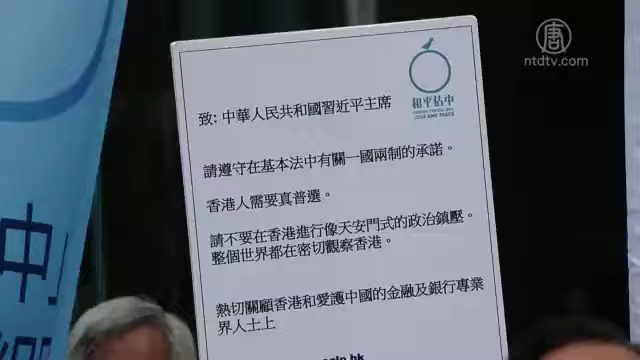 唐
ntdtv.com
和平佔中
LOVE AND PEACE
致: 中華人民共和國習近平主席
請遵守在基本法中有關一國兩制的承諾。
香港人需要真普選。
請不要在香港進行像天安門式的政治鎮壓。
整個世界都在密切觀察香港。
熱切關顧香港和愛護中國的金融及銀行專業
界人士上
中